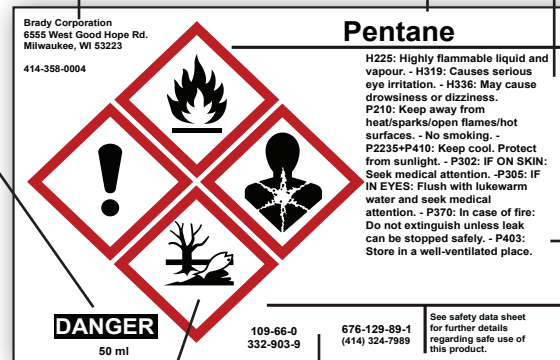 Brady Corporation
6555 West Good Hope Rd.
Milwaukee, WI 53223
414-358-0004
Pentane
H225: Highly flammable liquid and
vapour. - H319: Causes serious
eye irritation. - H336: May cause
drowsiness or dizziness.
P210: Keep away from
heat/sparks/open flames/hot
surfaces. - No smoking. -
P2235+P410: Keep cool. Protect
from sunlight. - P302: IF ON SKIN:
Seek medical attention. -P305: IF
IN EYES: Flush with lukewarm
water and seek medical
attention. - P370: In case of fire:
Do not extinguish unless leak
can be stopped safely. - P403:
Store in a well-ventilated place.
DANGER
50 ml
109-66-0
332-903-9
676-129-89-1
(414) 324-7989
See safety data sheet
for further details
regarding safe use of
this product.